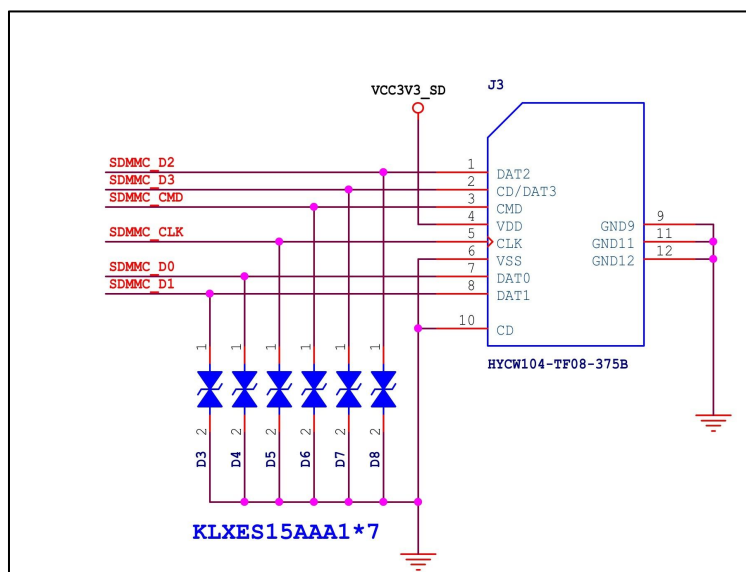 J3
VCC3V3_SD
SDMMC_D2
SDMMC_D3
SDMMC_CMD
SDMMC_CLK
SDMMC_D0
SDMMC_D1
1 DAT2
2 CD/DAT3
3 CMD
4 VDD
5 CLK
6 VSS
7 DAT0
8 DAT1
10 CD
GND9 9
GND11 11
GND12 12
HYCW104-TF08-375B
1 1 1 1 1 1
2 2 2 2 2 2
D3 D4 D5 D6 D7 D8
KLXES15AAA1*7